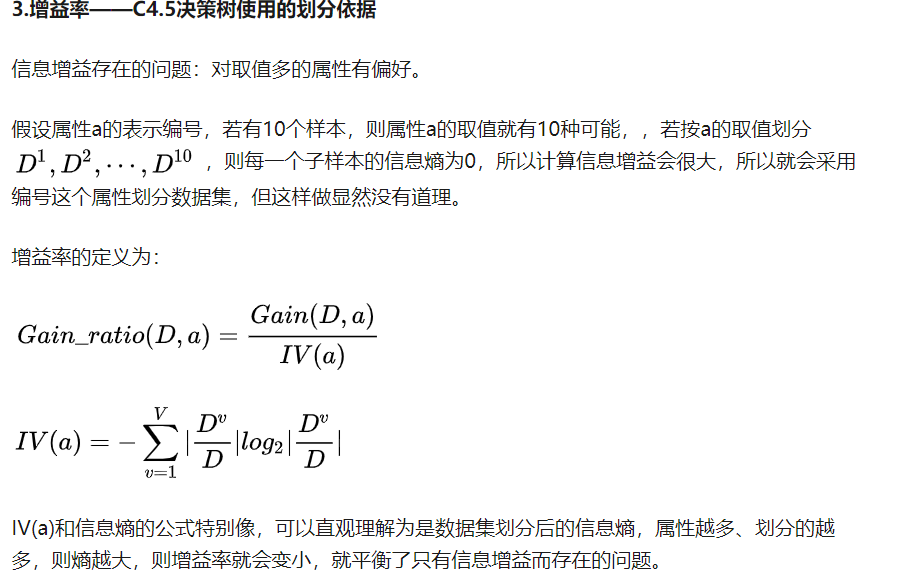 3.增益率——C4.5决策树使用的划分依据
信息增益存在的问题：对取值多的属性有偏好。
假设属性a的表示编号，若有10个样本，则属性a的取值就有10种可能，，若按a的取值划分
D^1, D^2, ⋯, D^{10} ，则每一个子样本的信息熵为0，所以计算信息增益会很大，所以就会采用
编号这个属性划分数据集，但这样做显然没有道理。
增益率的定义为：
Gain_ratio(D, a) = \frac{Gain(D, a)}{IV(a)}
IV(a) = -\sum_{v=1}^{V} |\frac{D^v}{D}| log_2 |\frac{D^v}{D}|
IV(a)和信息熵的公式特别像，可以直观理解为是数据集划分后的信息熵，属性越多、划分的越
多，则熵越大，则增益率就会变小，就平衡了只有信息增益而存在的问题。